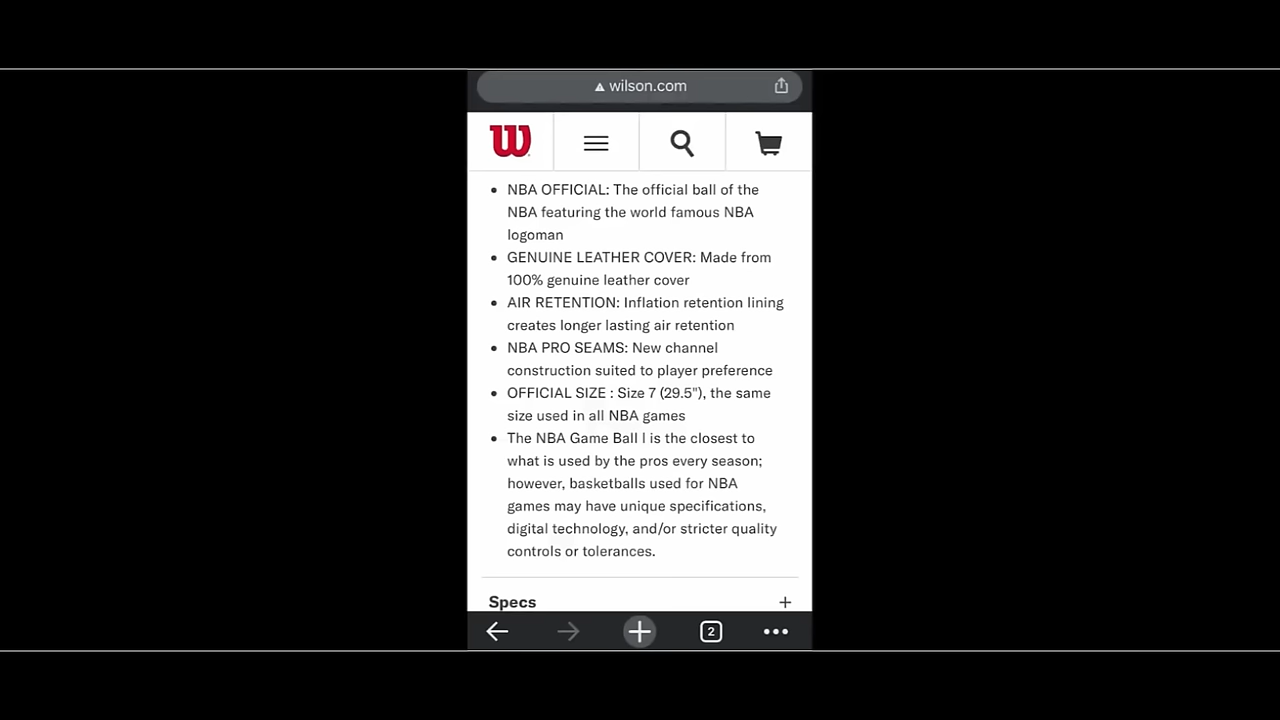 wilson.com
W
NBA OFFICIAL: The official ball of the
NBA featuring the world famous NBA
logoman
GENUINE LEATHER COVER: Made from
100% genuine leather cover
AIR RETENTION: Inflation retention lining
creates longer lasting air retention
NBA PRO SEAMS: New channel
construction suited to player preference
OFFICIAL SIZE : Size 7 (29.5"), the same
size used in all NBA games
The NBA Game Ball l is the closest to
what is used by the pros every season;
however, basketballs used for NBA
games may have unique specifications,
digital technology, and/or stricter quality
controls or tolerances.
Specs +
2